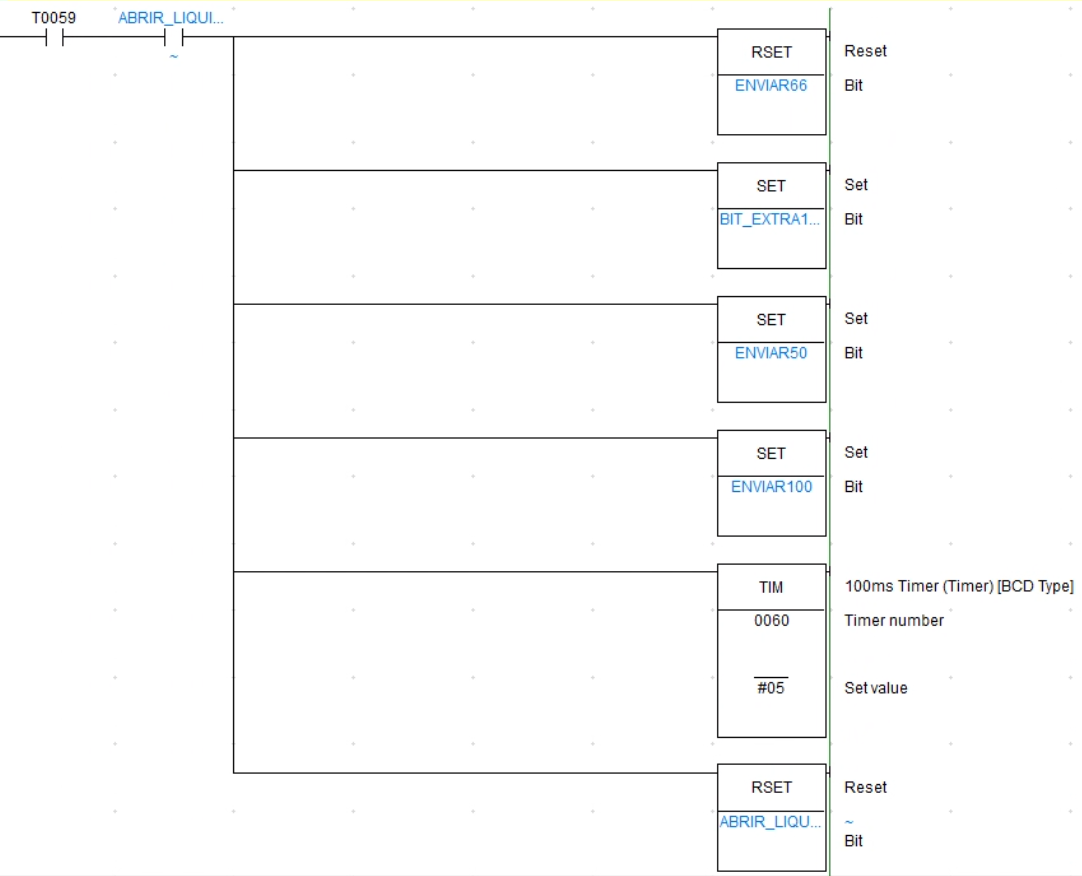 T0059 ABRIR_LIQUI...
~
RSET Reset
ENVIAR66 Bit
SET Set
BIT_EXTRA1... Bit
SET Set
ENVIAR50 Bit
SET Set
ENVIAR100 Bit
TIM 100ms Timer (Timer) [BCD Type]
0060 Timer number
#05 Set value
RSET Reset
ABRIR_LIQU... ~
Bit